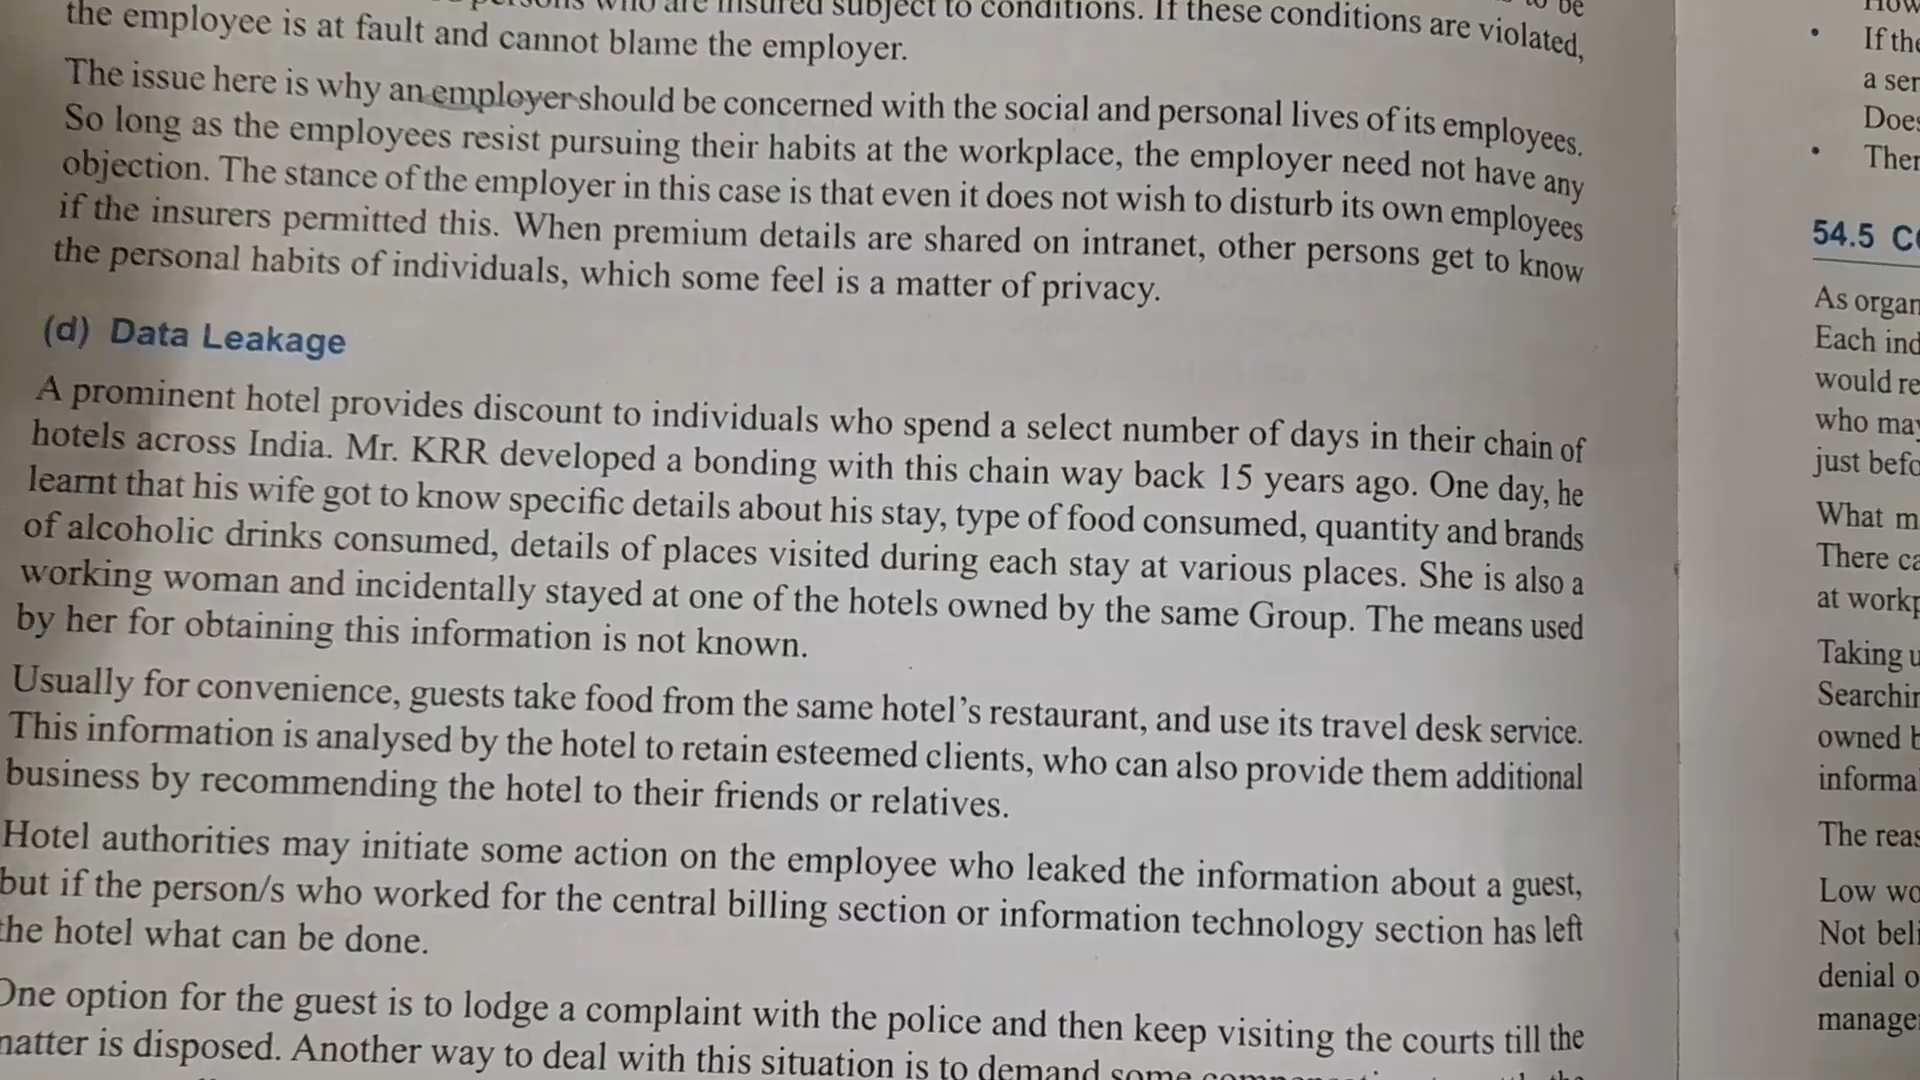 persons who are insured subject to conditions. If these conditions are violated,
the employee is at fault and cannot blame the employer.
The issue here is why an employer should be concerned with the social and personal lives of its employees.
So long as the employees resist pursuing their habits at the workplace, the employer need not have any
objection. The stance of the employer in this case is that even it does not wish to disturb its own employees
if the insurers permitted this. When premium details are shared on intranet, other persons get to know
the personal habits of individuals, which some feel is a matter of privacy.
(d) Data Leakage
A prominent hotel provides discount to individuals who spend a select number of days in their chain of
hotels across India. Mr. KRR developed a bonding with this chain way back 15 years ago. One day, he
learnt that his wife got to know specific details about his stay, type of food consumed, quantity and brands
of alcoholic drinks consumed, details of places visited during each stay at various places. She is also a
working woman and incidentally stayed at one of the hotels owned by the same Group. The means used
by her for obtaining this information is not known.
Usually for convenience, guests take food from the same hotel's restaurant, and use its travel desk service.
This information is analysed by the hotel to retain esteemed clients, who can also provide them additional
business by recommending the hotel to their friends or relatives.
Hotel authorities may initiate some action on the employee who leaked the information about a guest,
but if the person/s who worked for the central billing section or information technology section has left
the hotel what can be done.
One option for the guest is to lodge a complaint with the police and then keep visiting the courts till the
matter is disposed. Another way to deal with this situation is to demand some
• If the
a ser
Does
• Ther
54.5 C
As organ
Each ind
would re
who may
just befo
What m
There ca
at workp
Taking u
Searchin
owned b
informa
The reas
Low wo
Not beli
denial o
manager